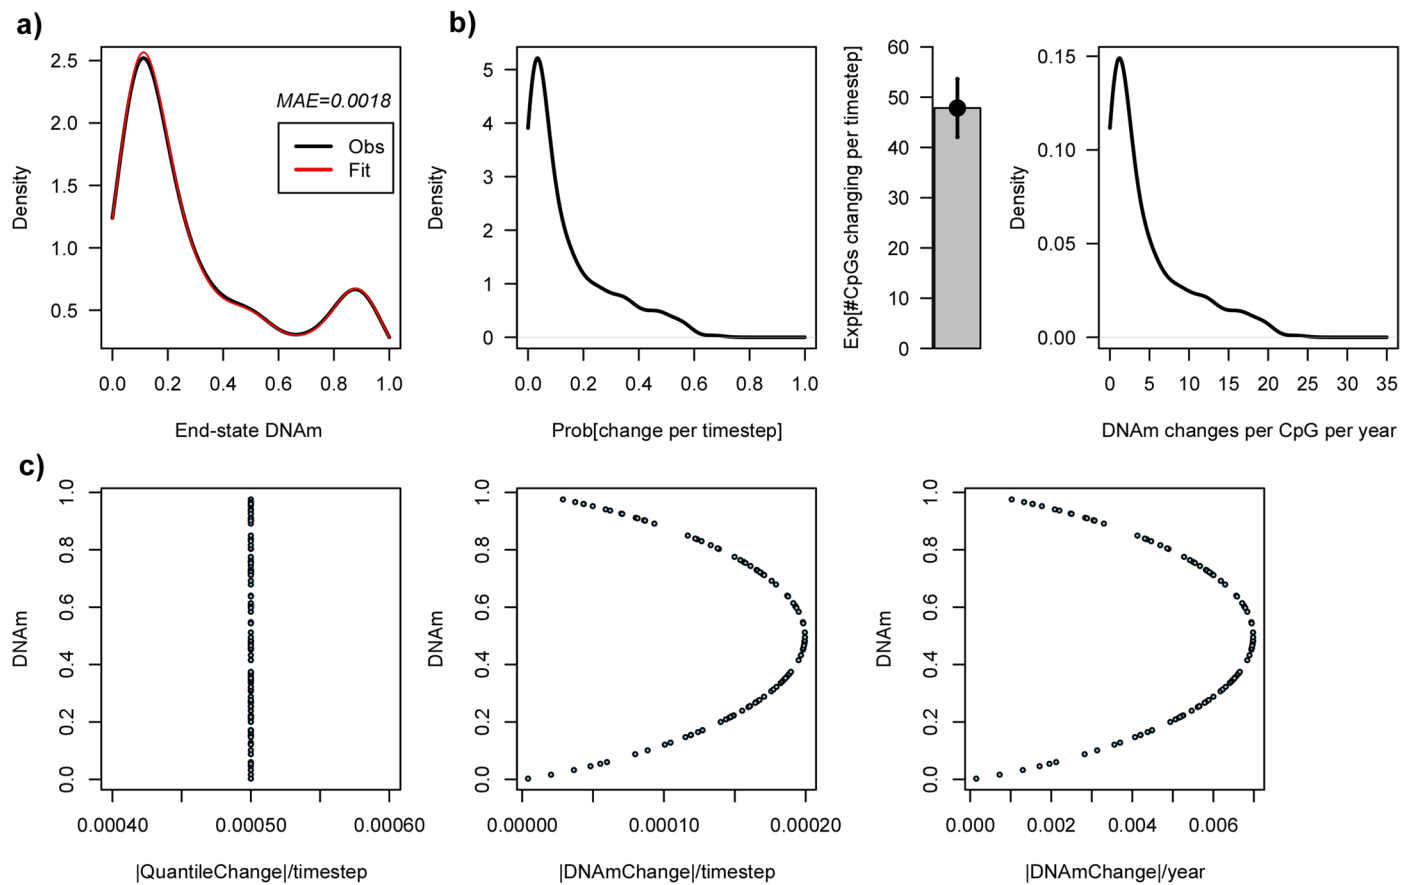 a)
2.5
2.0
1.5
1.0
0.5
Density
MAE=0.0018
Obs
Fit
0.0 0.2 0.4 0.6 0.8 1.0
End-state DNAm
b)
5
4
3
2
1
0
Density
0.0 0.2 0.4 0.6 0.8 1.0
Prob[change per timestep]
60
50
40
30
20
10
0
Exp[#CpGs changing per timestep]
0.15
0.10
0.05
0.00
Density
0 5 10 15 20 25 30 35
DNAm changes per CpG per year
c)
1.0
0.8
0.6
0.4
0.2
0.0
DNAm
0.00040 0.00050 0.00060
|QuantileChange|/timestep
1.0
0.8
0.6
0.4
0.2
0.0
DNAm
0.00000 0.00010 0.00020
|DNAmChange|/timestep
1.0
0.8
0.6
0.4
0.2
0.0
DNAm
0.000 0.002 0.004 0.006
|DNAmChange|/year